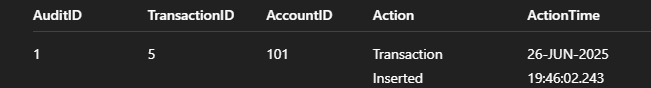 AuditID TransactionID AccountID Action ActionTime
1 5 101 Transaction 26-JUN-2025
Inserted 19:46:02.243